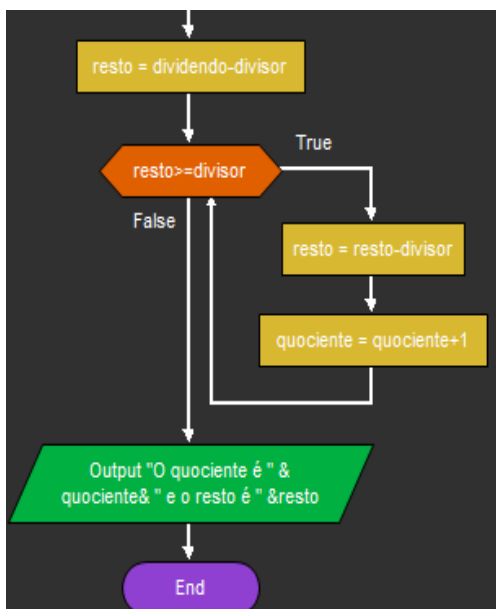 resto = dividendo-divisor
resto>=divisor
True
False
resto = resto-divisor
quociente = quociente+1
Output "O quociente é " &
quociente& " e o resto é " &resto
End